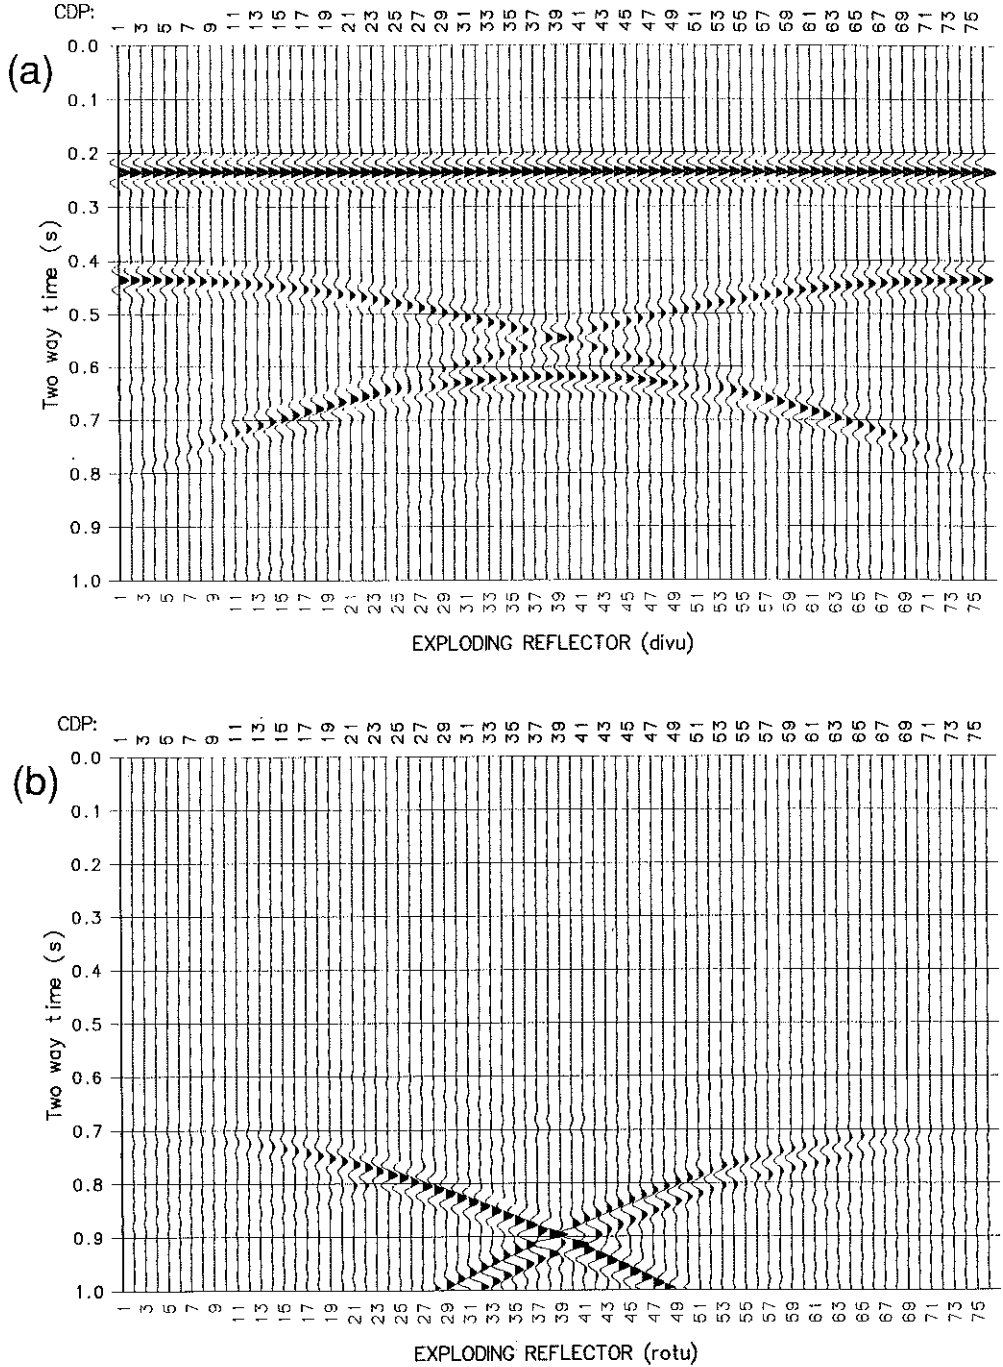 CDP: 1 3 5 7 9 11 13 15 17 19 21 23 25 27 29 31 33 35 37 39 41 43 45 47 49 51 53 55 57 59 61 63 65 67 69 71 73 75
(a)
0.0
0.1
0.2
0.3
0.4
0.5
0.6
0.7
0.8
0.9
1.0
Two way time (s)
1 3 5 7 9 11 13 15 17 19 21 23 25 27 29 31 33 35 37 39 41 43 45 47 49 51 53 55 57 59 61 63 65 67 69 71 73 75
EXPLODING REFLECTOR (divu)
CDP: 1 3 5 7 9 11 13 15 17 19 21 23 25 27 29 31 33 35 37 39 41 43 45 47 49 51 53 55 57 59 61 63 65 67 69 71 73 75
(b)
0.0
0.1
0.2
0.3
0.4
0.5
0.6
0.7
0.8
0.9
1.0
Two way time (s)
1 3 5 7 9 11 13 15 17 19 21 23 25 27 29 31 33 35 37 39 41 43 45 47 49 51 53 55 57 59 61 63 65 67 69 71 73 75
EXPLODING REFLECTOR (rotu)